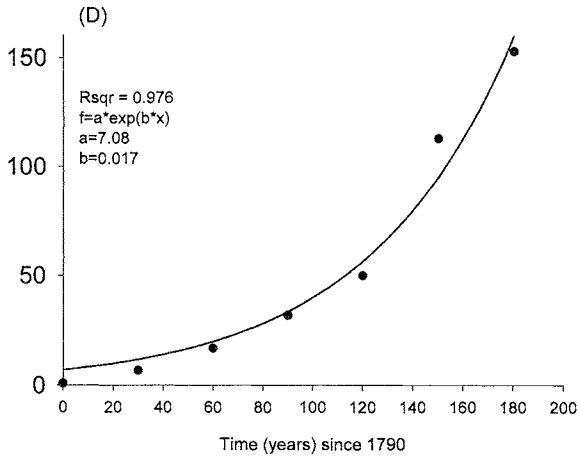 (D)
150
Rsqr = 0.976
f=a*exp(b*x)
a=7.08
b=0.017
100
50
0
0 20 40 60 80 100 120 140 160 180 200
Time (years) since 1790